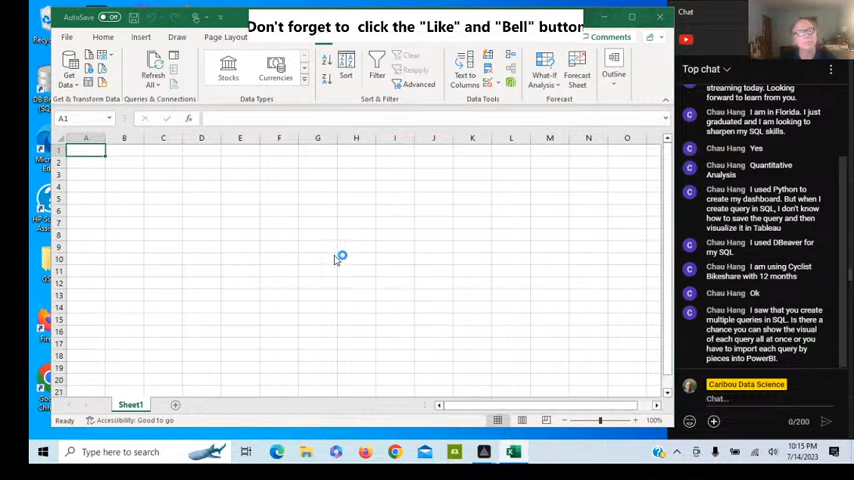 AutoSave Off
Don't forget to click the "Like" and "Bell" button
File Home Insert Draw Page Layout
Comments
Get Data
Refresh All
Stocks
Currencies
Sort
Filter
Clear
Reapply
Advanced
Text to Columns
What-If Analysis
Forecast Sheet
Outline
Get & Transform Data
Queries & Connections
Data Types
Sort & Filter
Data Tools
Forecast
A1
fx
A B C D E F G H I J K L M N O
1
2
3
4
5
6
7
8
9
10
11
12
13
14
15
16
17
18
19
20
21
Sheet1
Ready
Accessibility: Good to go
100%
Type here to search
10:15 PM
7/14/2023
Chat
Top chat
streaming today. Looking
forward to learn from you.
Chau Hang I am in Florida. I just
graduated and I am looking to
sharpen my SQL skills.
Chau Hang Yes
Chau Hang Quantitative
Analysis
Chau Hang I used Python to
create my dashboard. But when I
create query in SQL, I don't know
how to save the query and then
visualize it in Tableau
Chau Hang I used DBeaver for
my SQL
Chau Hang I am using Cyclist
Bikeshare with 12 months
Chau Hang Ok
Chau Hang I saw that you create
multiple queries in SQL. Is there a
chance you can show the visual
of each query all at once or you
have to import each query by
pieces into PowerBI.
Caribou Data Science
Chat...
0/200